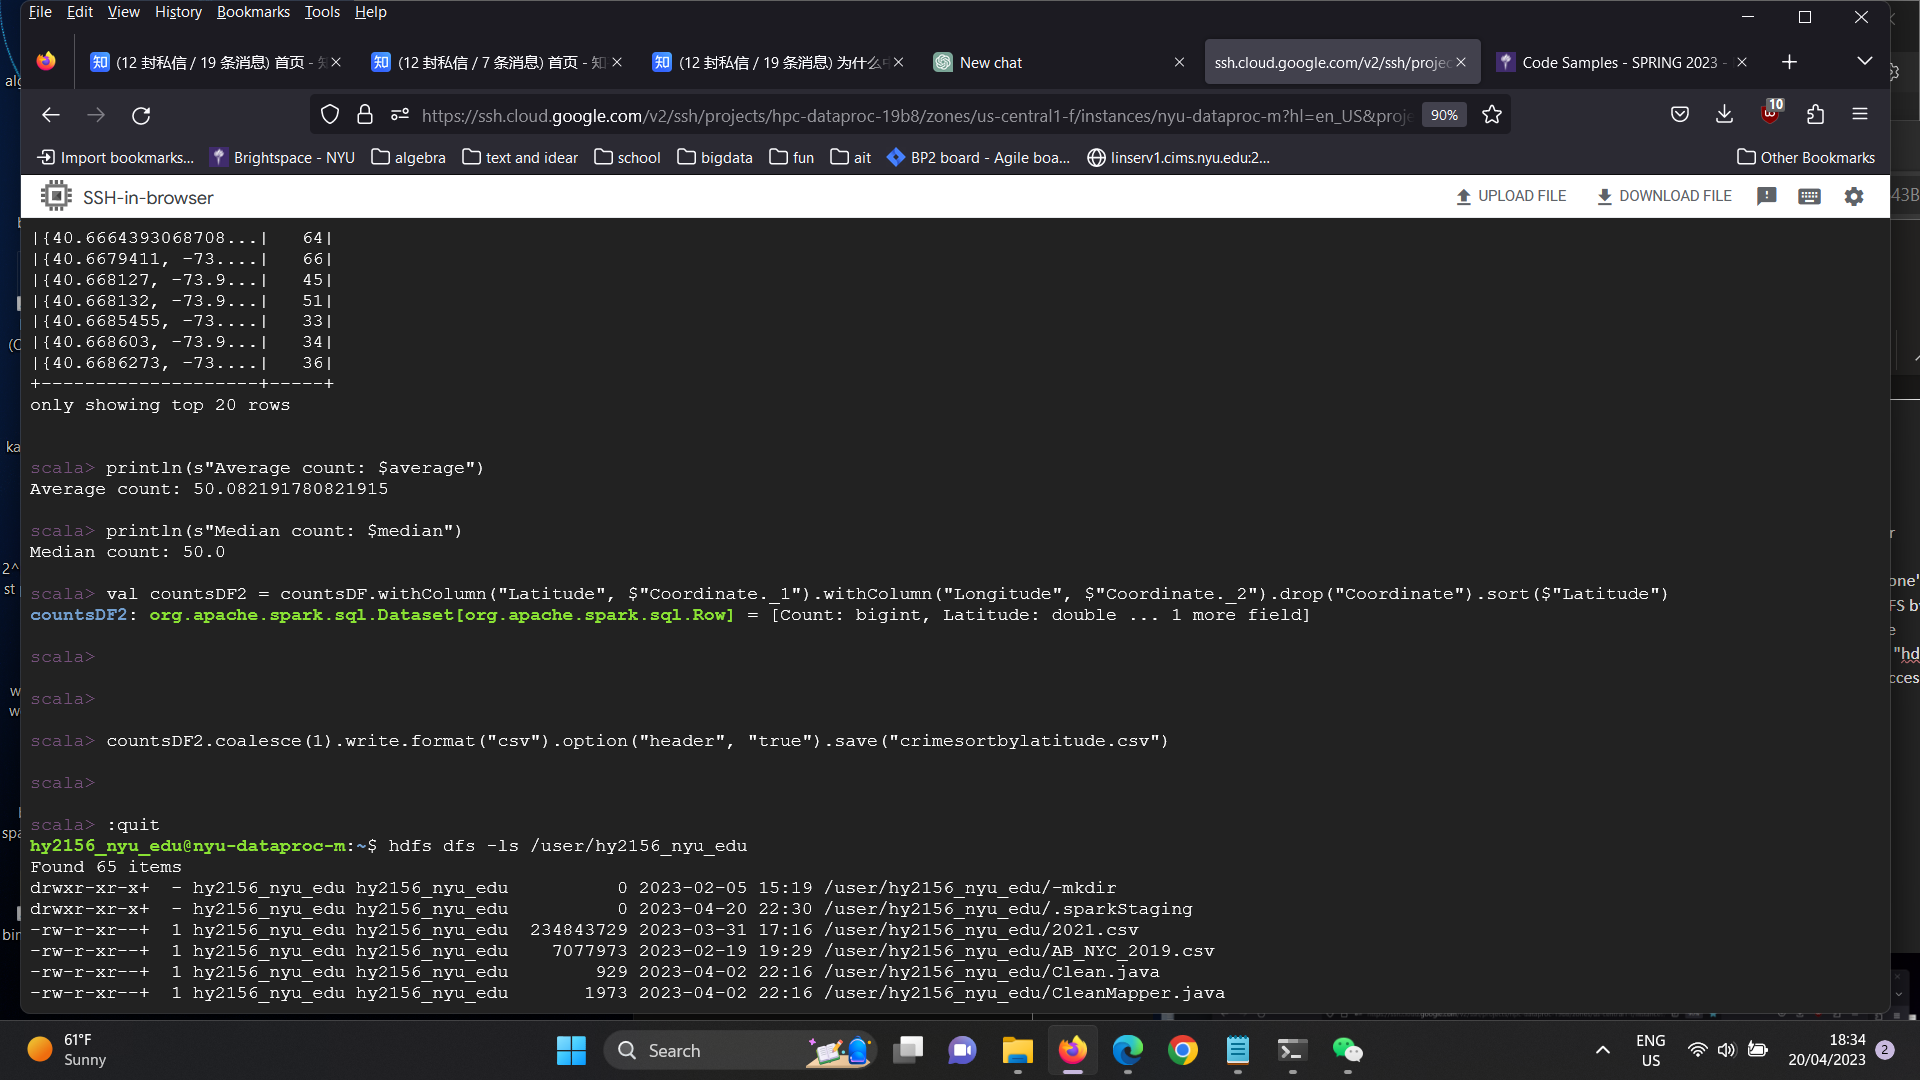 File Edit View History Bookmarks Tools Help
(12 封私信 / 19 条消息) 首页 - 知
(12 封私信 / 7 条消息) 首页 - 知
(12 封私信 / 19 条消息) 为什么
New chat
ssh.cloud.google.com/v2/ssh/projec
Code Samples - SPRING 2023 -
https://ssh.cloud.google.com/v2/ssh/projects/hpc-dataproc-19b8/zones/us-central1-f/instances/nyu-dataproc-m?hl=en_US&proje
90%
10
Import bookmarks...
Brightspace - NYU
algebra
text and idear
school
bigdata
fun
ait
BP2 board - Agile boa...
linserv1.cims.nyu.edu:2...
Other Bookmarks
SSH-in-browser
UPLOAD FILE
DOWNLOAD FILE
|{40.6664393068708...|   64|
|{40.6679411, -73....|   66|
|{40.668127, -73.9...|   45|
|{40.668132, -73.9...|   51|
|{40.6685455, -73....|   33|
|{40.668603, -73.9...|   34|
|{40.6686273, -73....|   36|
+--------------------+-----+
only showing top 20 rows
scala> println(s"Average count: $average")
Average count: 50.082191780821915
scala> println(s"Median count: $median")
Median count: 50.0
scala> val countsDF2 = countsDF.withColumn("Latitude", $"Coordinate._1").withColumn("Longitude", $"Coordinate._2").drop("Coordinate").sort($"Latitude")
countsDF2: org.apache.spark.sql.Dataset[org.apache.spark.sql.Row] = [Count: bigint, Latitude: double ... 1 more field]
scala>
scala>
scala> countsDF2.coalesce(1).write.format("csv").option("header", "true").save("crimesortbylatitude.csv")
scala>
scala> :quit
hy2156_nyu_edu@nyu-dataproc-m:~$ hdfs dfs -ls /user/hy2156_nyu_edu
Found 65 items
drwxr-xr-x+  - hy2156_nyu_edu hy2156_nyu_edu          0 2023-02-05 15:19 /user/hy2156_nyu_edu/-mkdir
drwxr-xr-x+  - hy2156_nyu_edu hy2156_nyu_edu          0 2023-04-20 22:30 /user/hy2156_nyu_edu/.sparkStaging
-rw-r-xr--+  1 hy2156_nyu_edu hy2156_nyu_edu  234843729 2023-03-31 17:16 /user/hy2156_nyu_edu/2021.csv
-rw-r-xr--+  1 hy2156_nyu_edu hy2156_nyu_edu    7077973 2023-02-19 19:29 /user/hy2156_nyu_edu/AB_NYC_2019.csv
-rw-r-xr--+  1 hy2156_nyu_edu hy2156_nyu_edu        929 2023-04-02 22:16 /user/hy2156_nyu_edu/Clean.java
-rw-r-xr--+  1 hy2156_nyu_edu hy2156_nyu_edu       1973 2023-04-02 22:16 /user/hy2156_nyu_edu/CleanMapper.java
61°F
Sunny
Search
ENG
US
18:34
20/04/2023
2